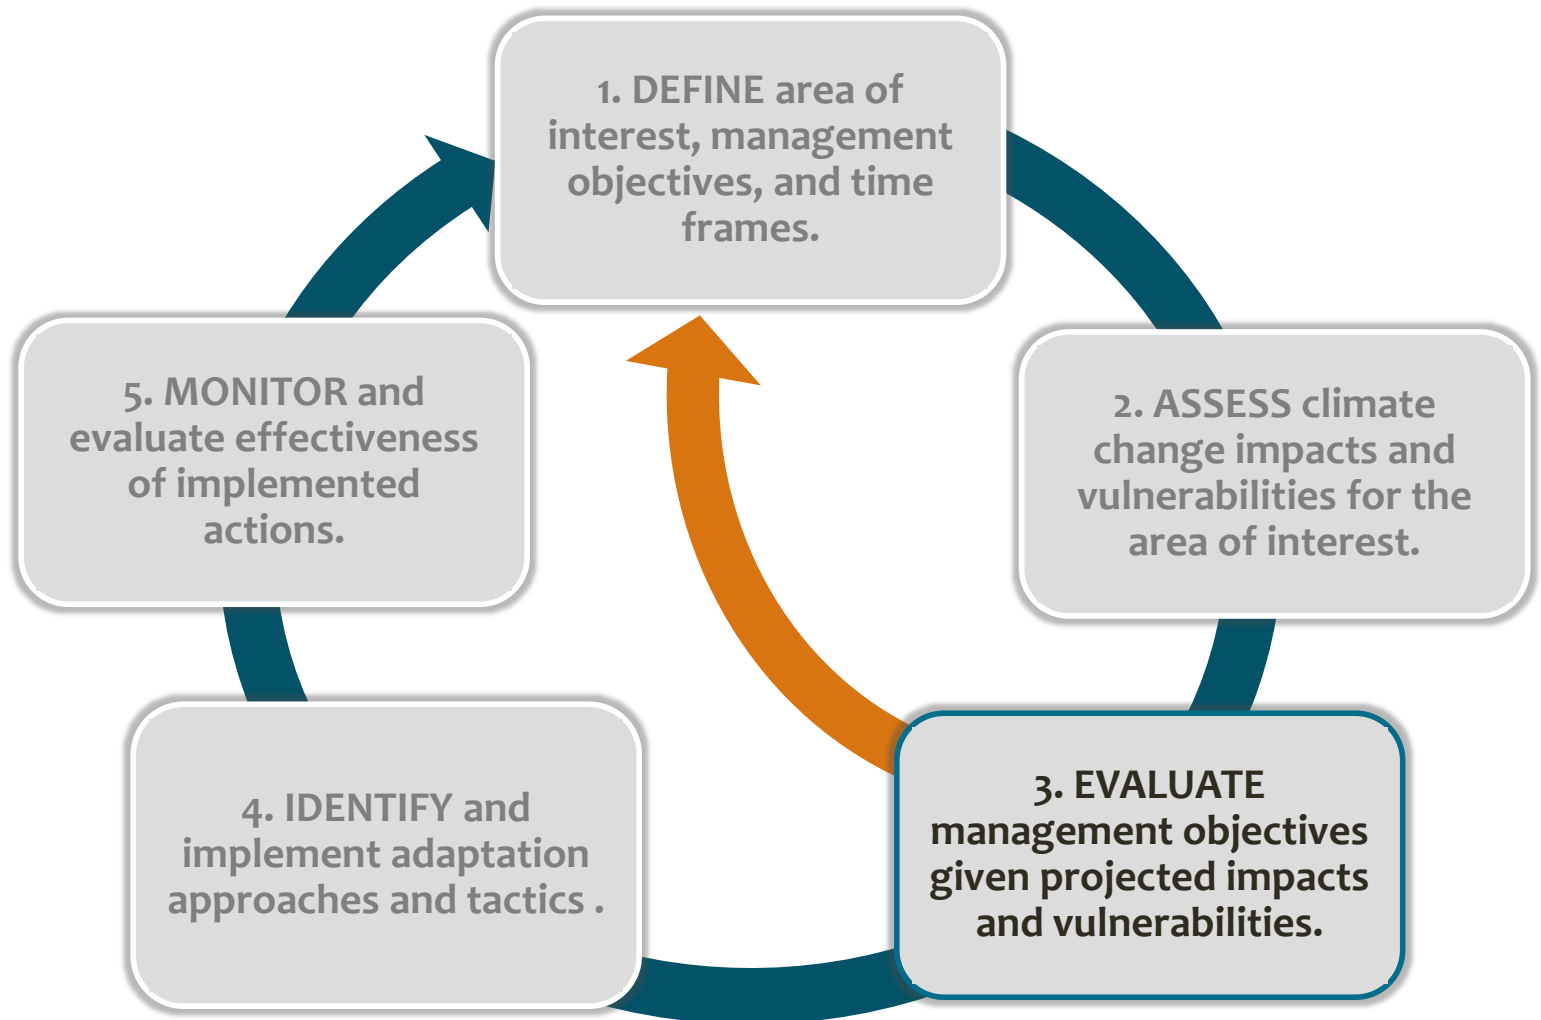 1. DEFINE area of
interest, management
objectives, and time
frames.
2. ASSESS climate
change impacts and
vulnerabilities for the
area of interest.
3. EVALUATE
management objectives
given projected impacts
and vulnerabilities.
4. IDENTIFY and
implement adaptation
approaches and tactics .
5. MONITOR and
evaluate effectiveness
of implemented
actions.